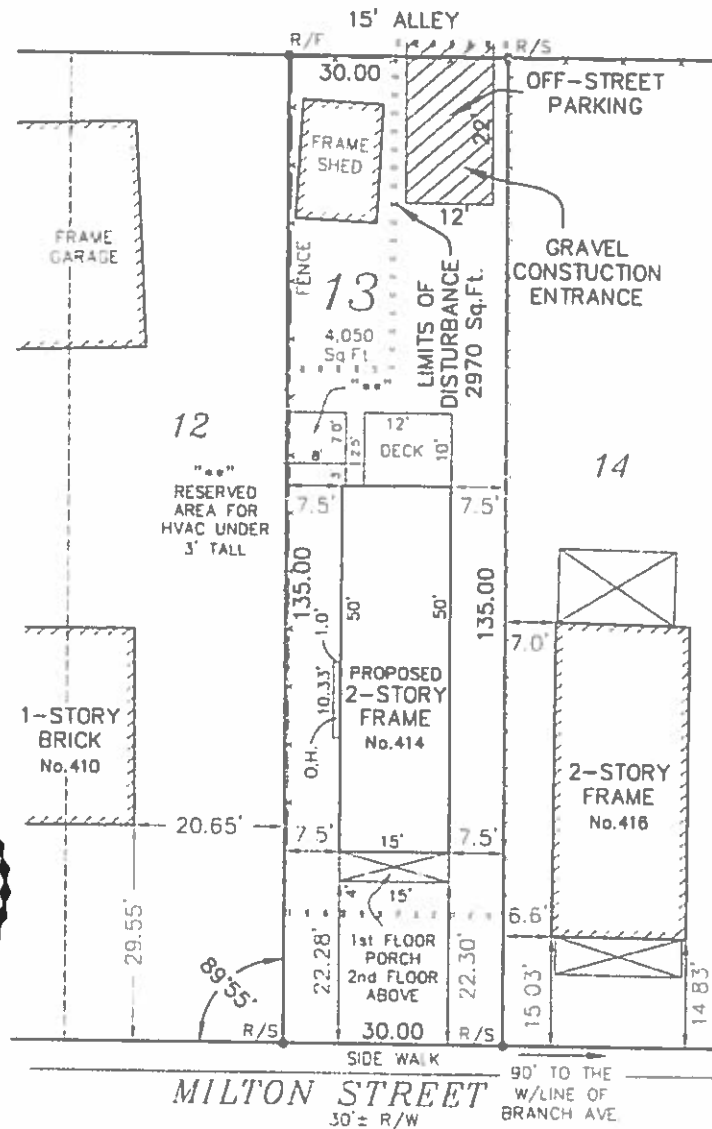 15' ALLEY
R/F
R/S
30.00
OFF-STREET
PARKING
22'
12'
FRAME
SHED
FRAME
GARAGE
GRAVEL
CONSTUCTION
ENTRANCE
FENCE
13
4,050
Sq Ft
LIMITS OF
DISTURBANCE
2970 Sq.Ft.
"**"
12
14
"**"
RESERVED
AREA FOR
HVAC UNDER
3' TALL
8'
7.0'
2.5'
3'
12'
DECK
10'
7.5'
7.5'
135.00
50'
50'
135.00
7.0'
1.0'
10.33'
O.H.
PROPOSED
2-STORY
FRAME
No.414
1-STORY
BRICK
No.410
2-STORY
FRAME
No.416
20.65'
7.5'
15'
7.5'
4'
15'
6.6'
29.55'
89°55'
22.28'
1st FLOOR
PORCH
2nd FLOOR
ABOVE
22.30'
15.03'
14.83'
R/S
30.00
R/S
SIDE WALK
MILTON STREET
30'± R/W
90' TO THE
W/LINE OF
BRANCH AVE.